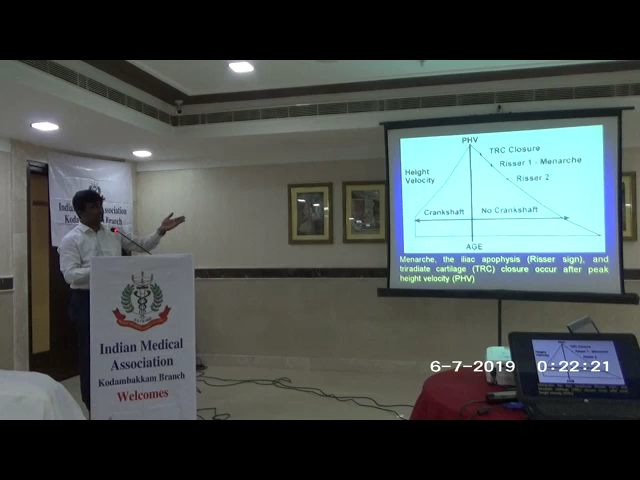 Indian Medical Association
Kodambakkam Branch
Indian Medical
Association
Kodambakkam Branch
Welcomes
PHV
TRC Closure
Risser 1 - Menarche
Height
Velocity
Risser 2
Crankshaft
No Crankshaft
AGE
Menarche, the iliac apophysis (Risser sign), and
triradiate cartilage (TRC) closure occur after peak
height velocity (PHV)
6-7-2019 0:22:21